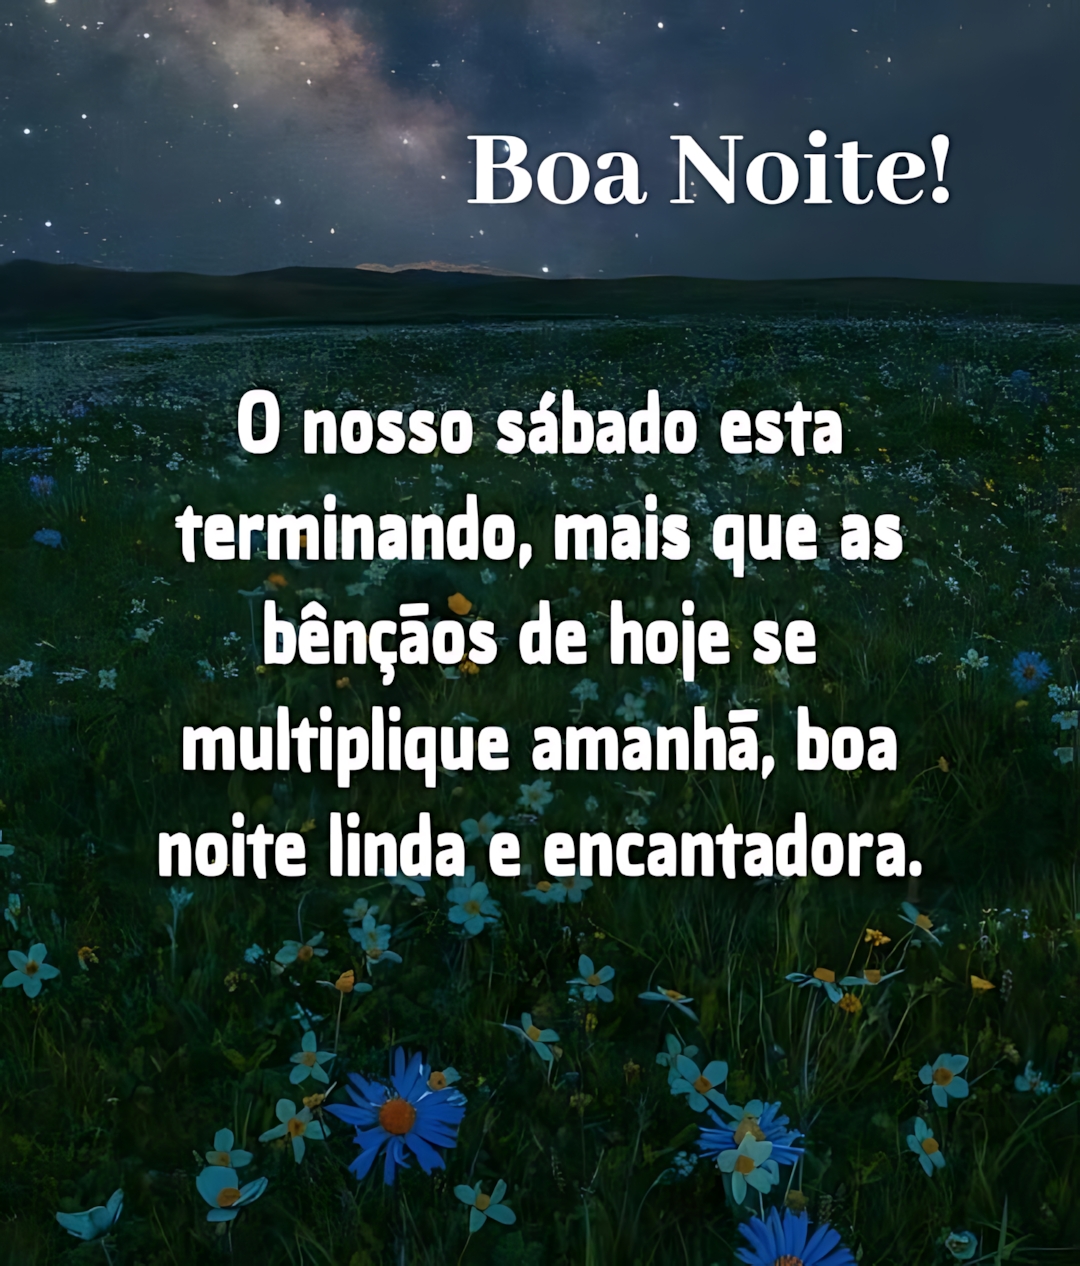 Boa Noite!
O nosso sábado esta
terminando, mais que as
bênçãos de hoje se
multiplique amanhã, boa
noite linda e encantadora.